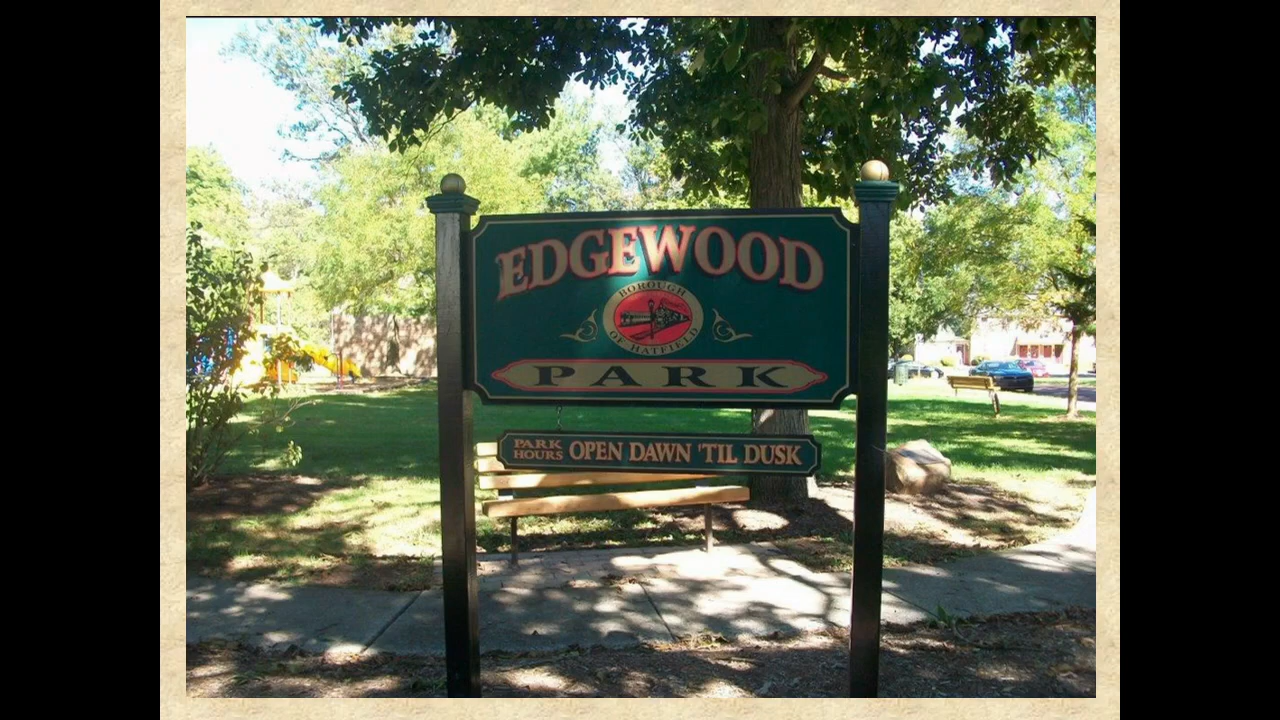 EDGEWOOD
BOROUGH
OF HATFIELD
PARK
PARK HOURS OPEN DAWN 'TIL DUSK